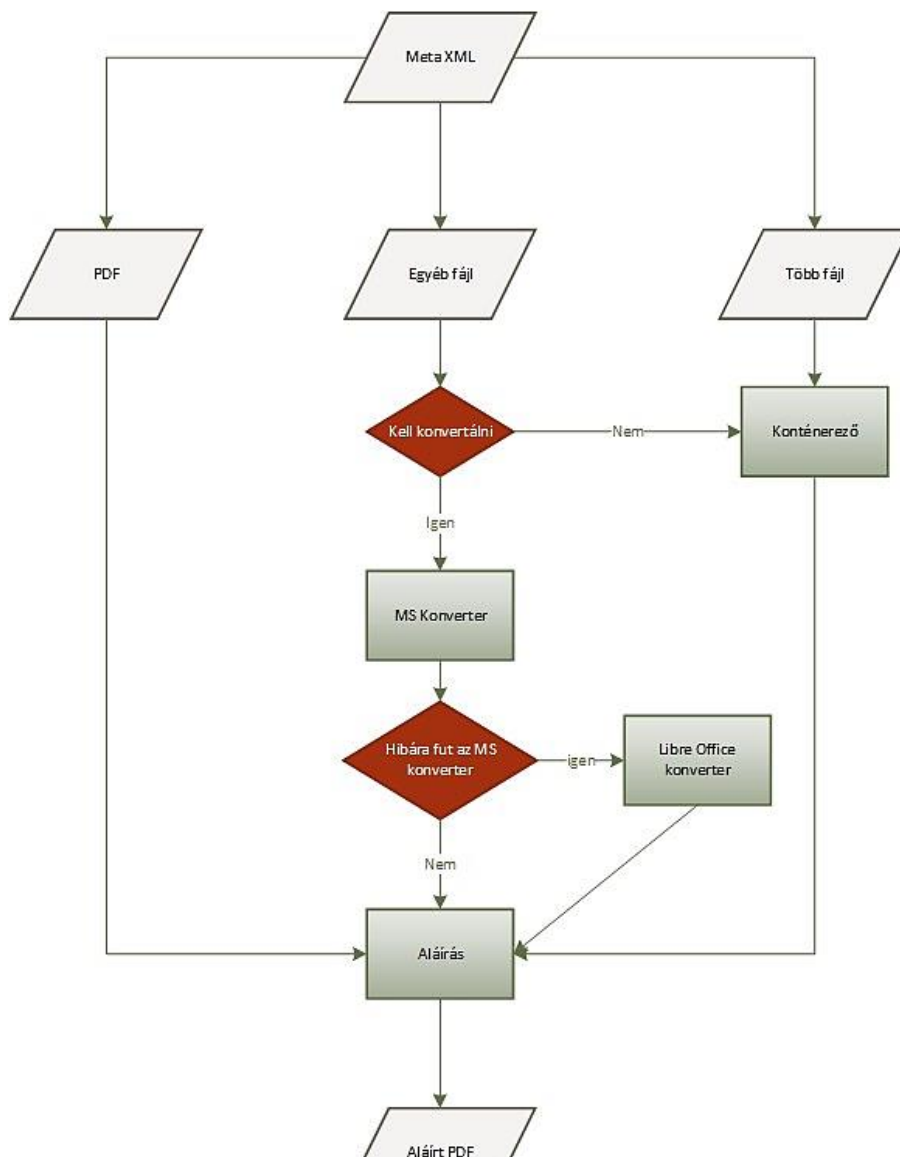 Meta XML
PDF
Egyéb fájl
Több fájl
Kell konvertálni
Nem
Konténerező
Igen
MS Konverter
Hibára fut az MS
konverter
igen
Libre Office
konverter
Nem
Aláírás
Aláírt PDF